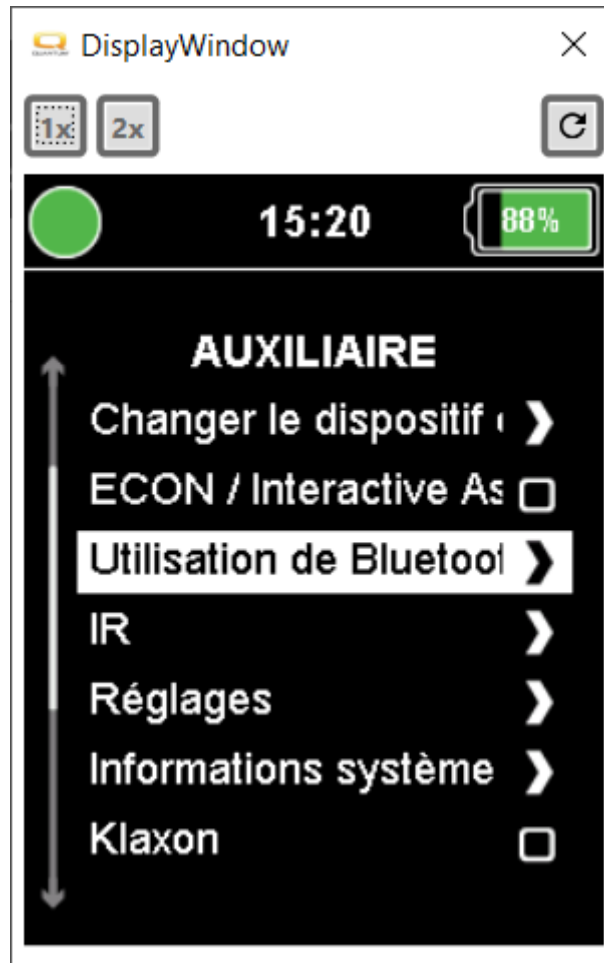 DisplayWindow
1x 2x
15:20 88%
AUXILIAIRE
Changer le dispositif
ECON / Interactive As
Utilisation de Bluetoo
IR
Réglages
Informations système
Klaxon